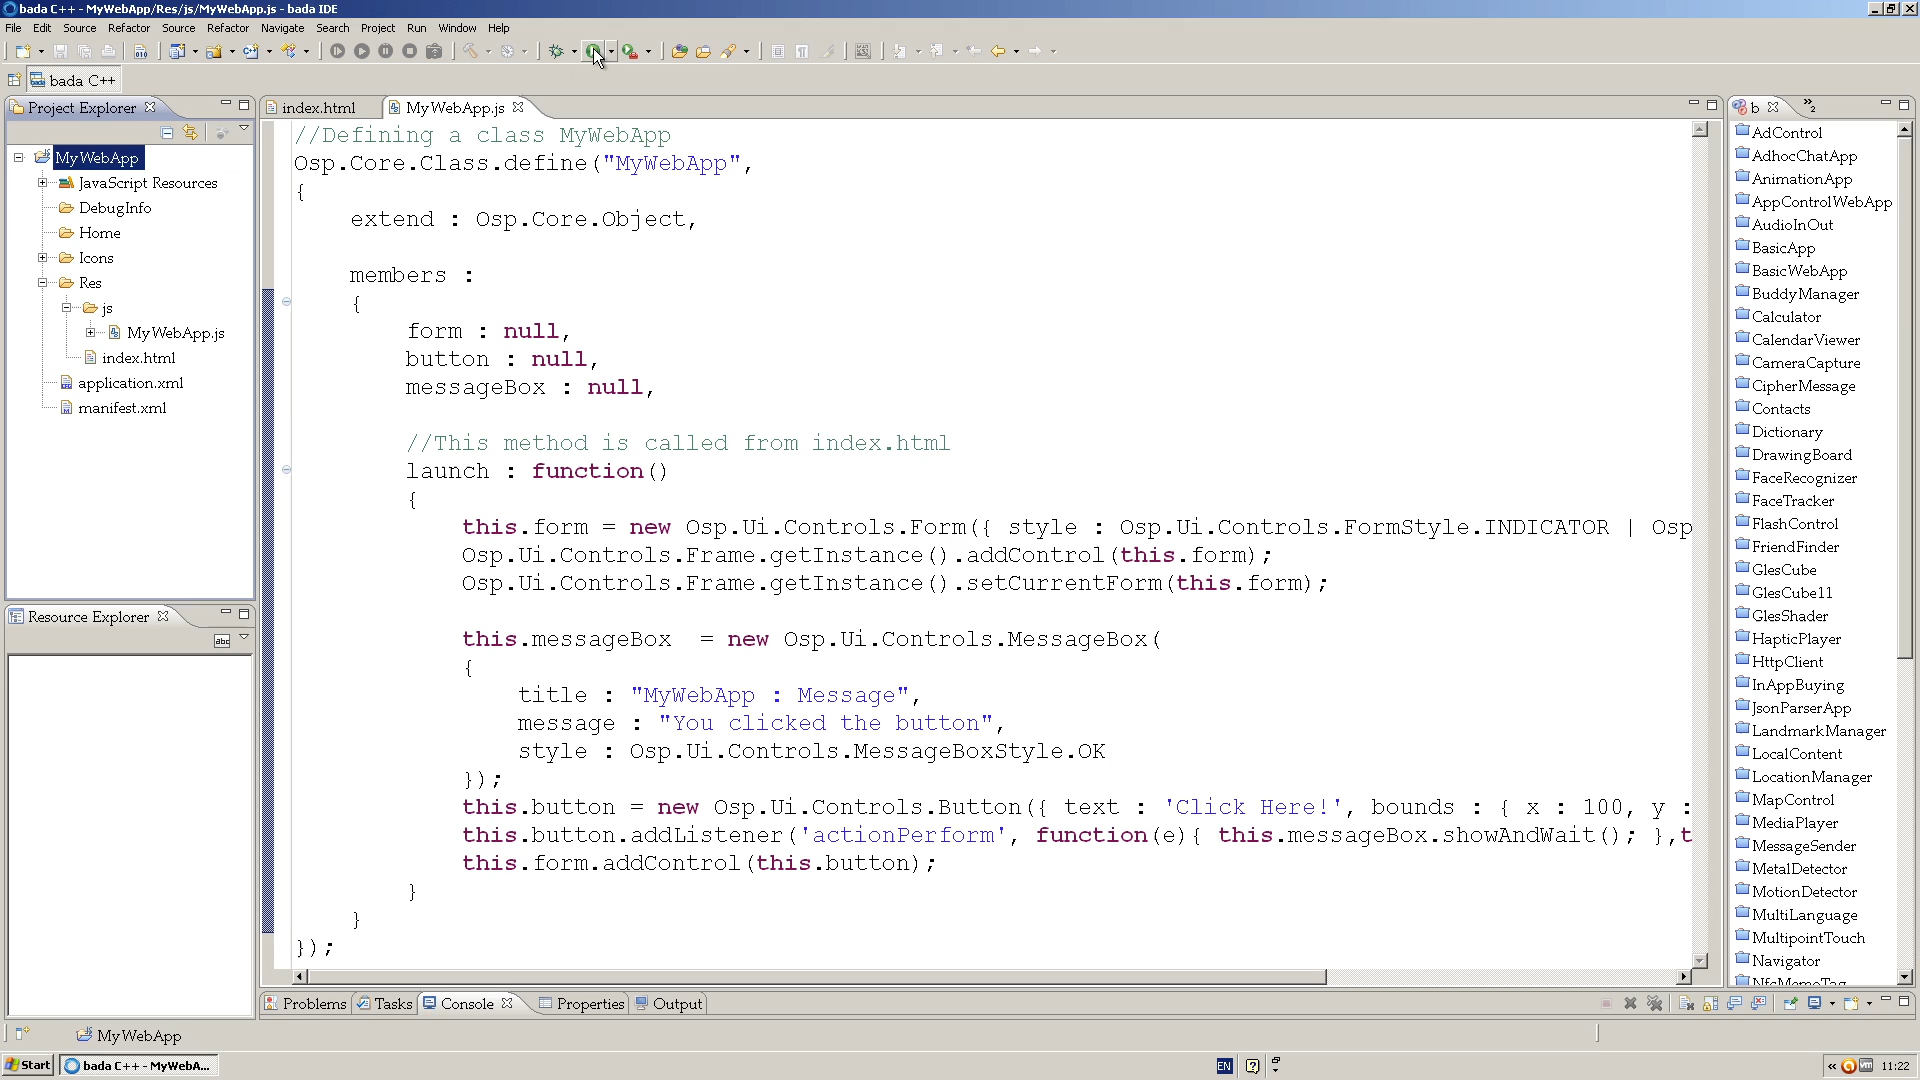 bada C++ - MyWebApp/Res/js/MyWebApp.js - bada IDE
File Edit Source Refactor Source Refactor Navigate Search Project Run Window Help
bada C++
Project Explorer
MyWebApp
JavaScript Resources
DebugInfo
Home
Icons
Res
js
MyWebApp.js
index.html
application.xml
manifest.xml
Resource Explorer
abc
index.html MyWebApp.js
//Defining a class MyWebApp
Osp.Core.Class.define("MyWebApp",
{
extend : Osp.Core.Object,
members :
{
form : null,
button : null,
messageBox : null,
//This method is called from index.html
launch : function()
{
this.form = new Osp.Ui.Controls.Form({ style : Osp.Ui.Controls.FormStyle.INDICATOR | Osp
Osp.Ui.Controls.Frame.getInstance().addControl(this.form);
Osp.Ui.Controls.Frame.getInstance().setCurrentForm(this.form);
this.messageBox  = new Osp.Ui.Controls.MessageBox(
{
title : "MyWebApp : Message",
message : "You clicked the button",
style : Osp.Ui.Controls.MessageBoxStyle.OK
});
this.button = new Osp.Ui.Controls.Button({ text : 'Click Here!', bounds : { x : 100, y :
this.button.addListener('actionPerform', function(e){ this.messageBox.showAndWait(); },t
this.form.addControl(this.button);
}
}
});
b »2
AdControl
AdhocChatApp
AnimationApp
AppControlWebApp
AudioInOut
BasicApp
BasicWebApp
BuddyManager
Calculator
CalendarViewer
CameraCapture
CipherMessage
Contacts
Dictionary
DrawingBoard
FaceRecognizer
FaceTracker
FlashControl
FriendFinder
GlesCube
GlesCube11
GlesShader
HapticPlayer
HttpClient
InAppBuying
JsonParserApp
LandmarkManager
LocalContent
LocationManager
MapControl
MediaPlayer
MessageSender
MetalDetector
MotionDetector
MultiLanguage
MultipointTouch
Navigator
NfcMemoTag
Problems Tasks Console Properties Output
MyWebApp
Start bada C++ - MyWebA... EN « 11:22